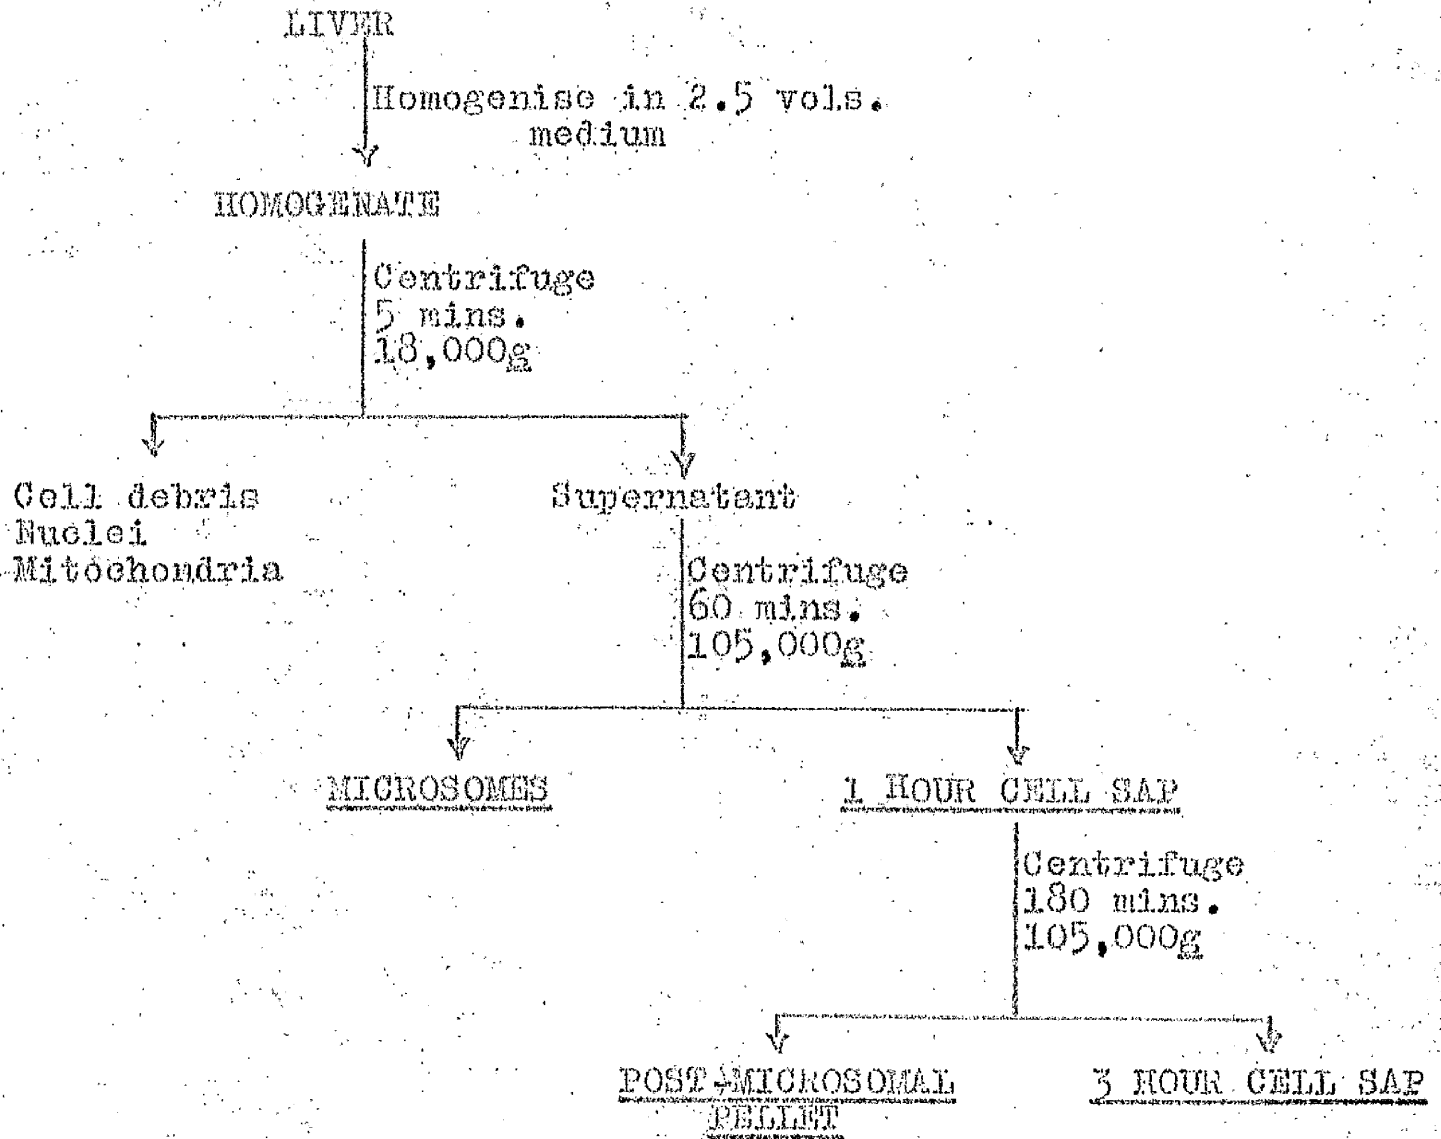 LIVER
Homogenise in 2.5 vols.
medium
HOMOGENATE
Centrifuge
5 mins.
18,000g
Cell debris
Nuclei
Mitochondria
Supernatant
Centrifuge
60 mins.
105,000g
MICROSOMES
1 HOUR CELL SAP
Centrifuge
180 mins.
105,000g
POST-MICROSOMAL
PELLET
3 HOUR CELL SAP